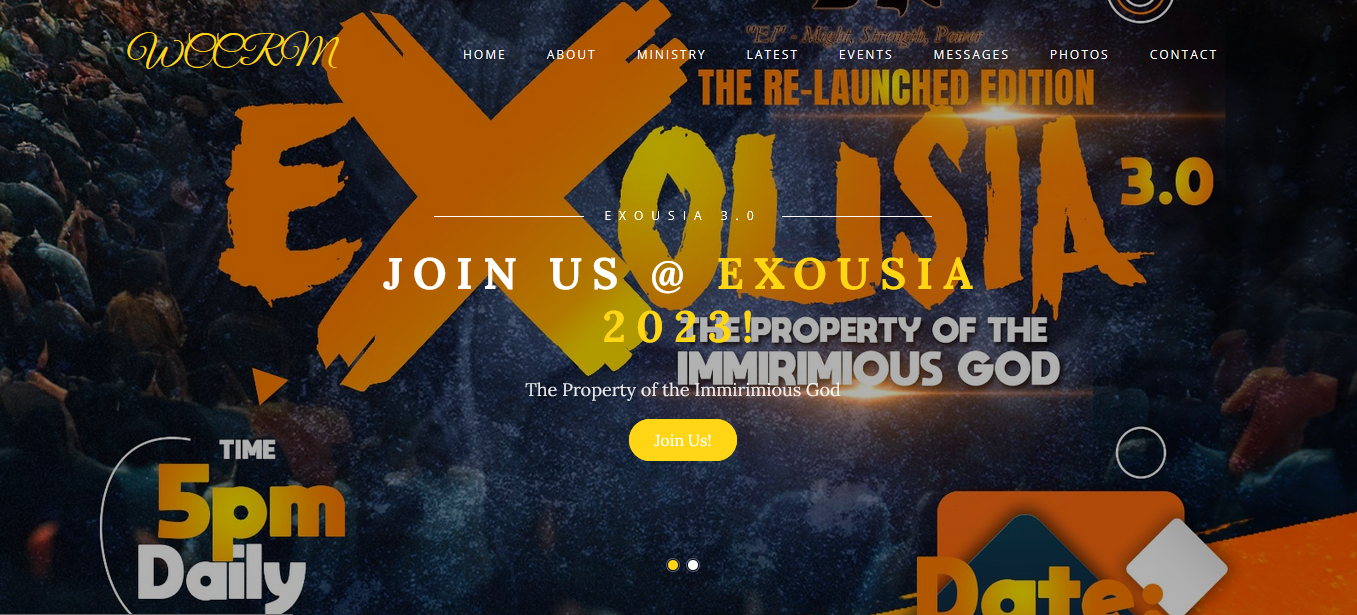 WCCRM
HOME ABOUT MINISTRY LATEST EVENTS MESSAGES PHOTOS CONTACT
"El" - Might, Strength, Power
THE RE-LAUNCHED EDITION
EXOUSIA
3.0
EXOUSIA 3.0
JOIN US @ EXOUSIA
2023!
THE PROPERTY OF THE
IMMIRIMIOUS GOD
The Property of the Immirimious God
Join Us!
TIME
5pm
Daily
Date: